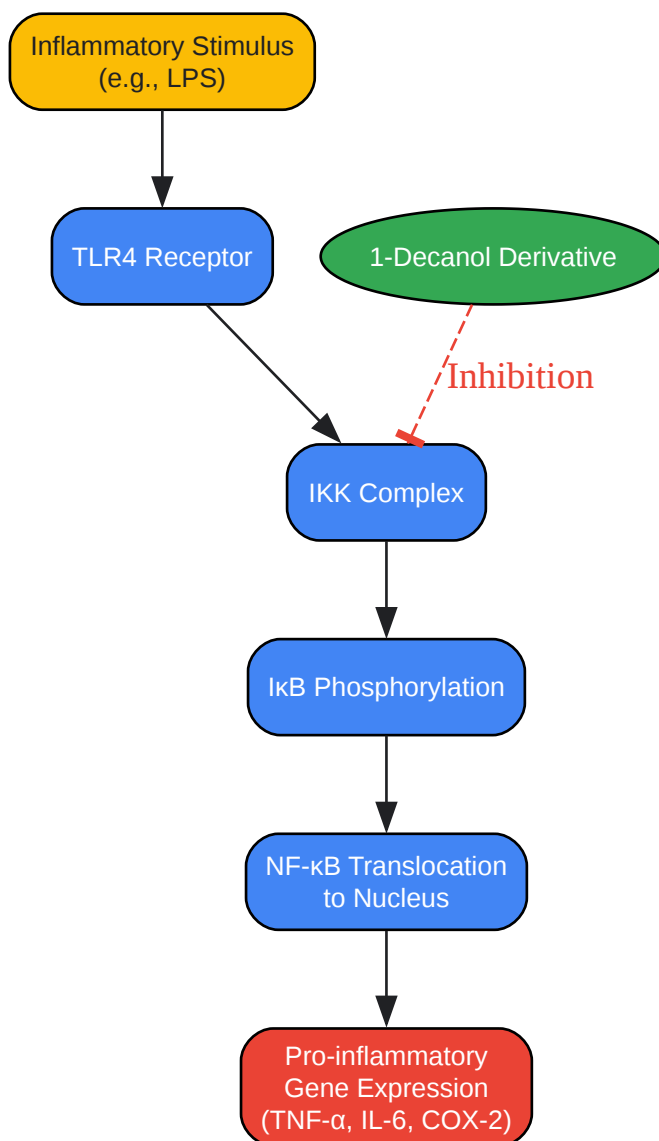 Inflammatory Stimulus
(e.g., LPS)
TLR4 Receptor
1-Decanol Derivative
Inhibition
IKK Complex
IκB Phosphorylation
NF-κB Translocation
to Nucleus
Pro-inflammatory
Gene Expression
(TNF-α, IL-6, COX-2)